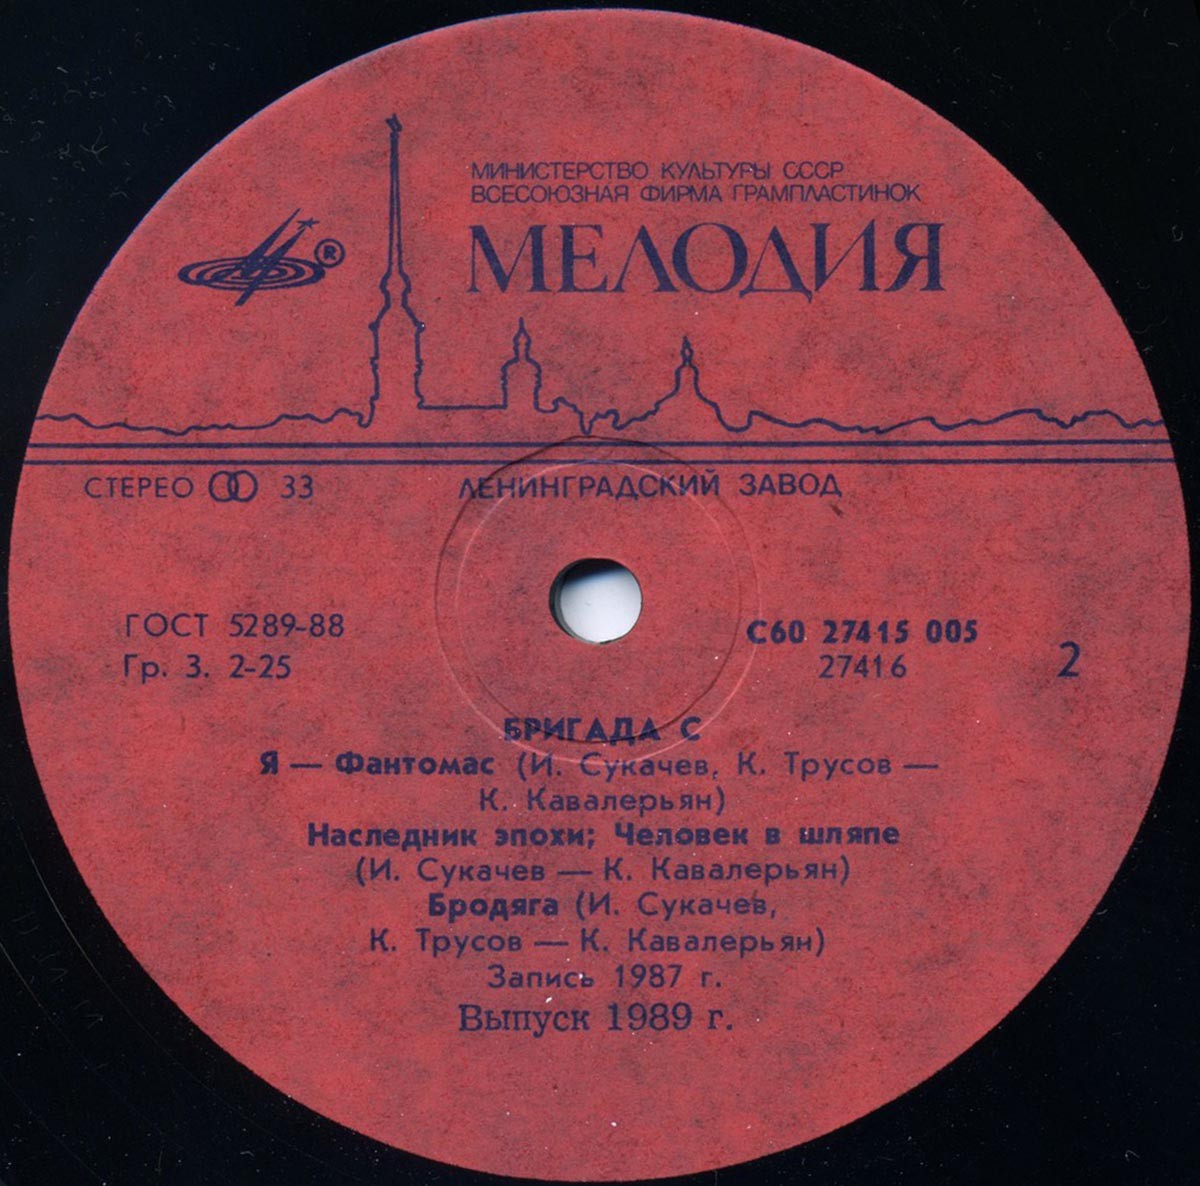 МИНИСТЕРСТВО КУЛЬТУРЫ СССР
ВСЕСОЮЗНАЯ ФИРМА ГРАМПЛАСТИНОК
МЕЛОДИЯ
®
СТЕРЕО 33
ЛЕНИНГРАДСКИЙ ЗАВОД
ГОСТ 5289-88
Гр. 3. 2-25
С60 27415 005
27416
2
БРИГАДА С
Я — Фантомас (И. Сукачев, К. Трусов —
К. Кавалерьян)
Наследник эпохи; Человек в шляпе
(И. Сукачев — К. Кавалерьян)
Бродяга (И. Сукачев,
К. Трусов — К. Кавалерьян)
Запись 1987 г.
Выпуск 1989 г.